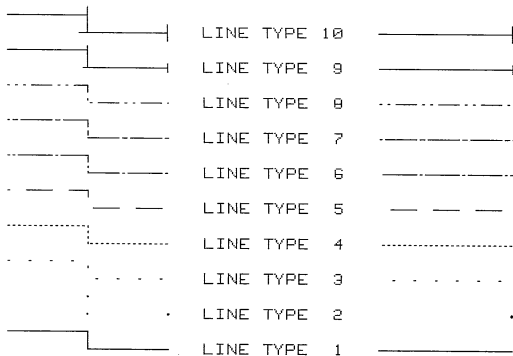 LINE TYPE 10
LINE TYPE 9
LINE TYPE 8
LINE TYPE 7
LINE TYPE 6
LINE TYPE 5
LINE TYPE 4
LINE TYPE 3
LINE TYPE 2
LINE TYPE 1